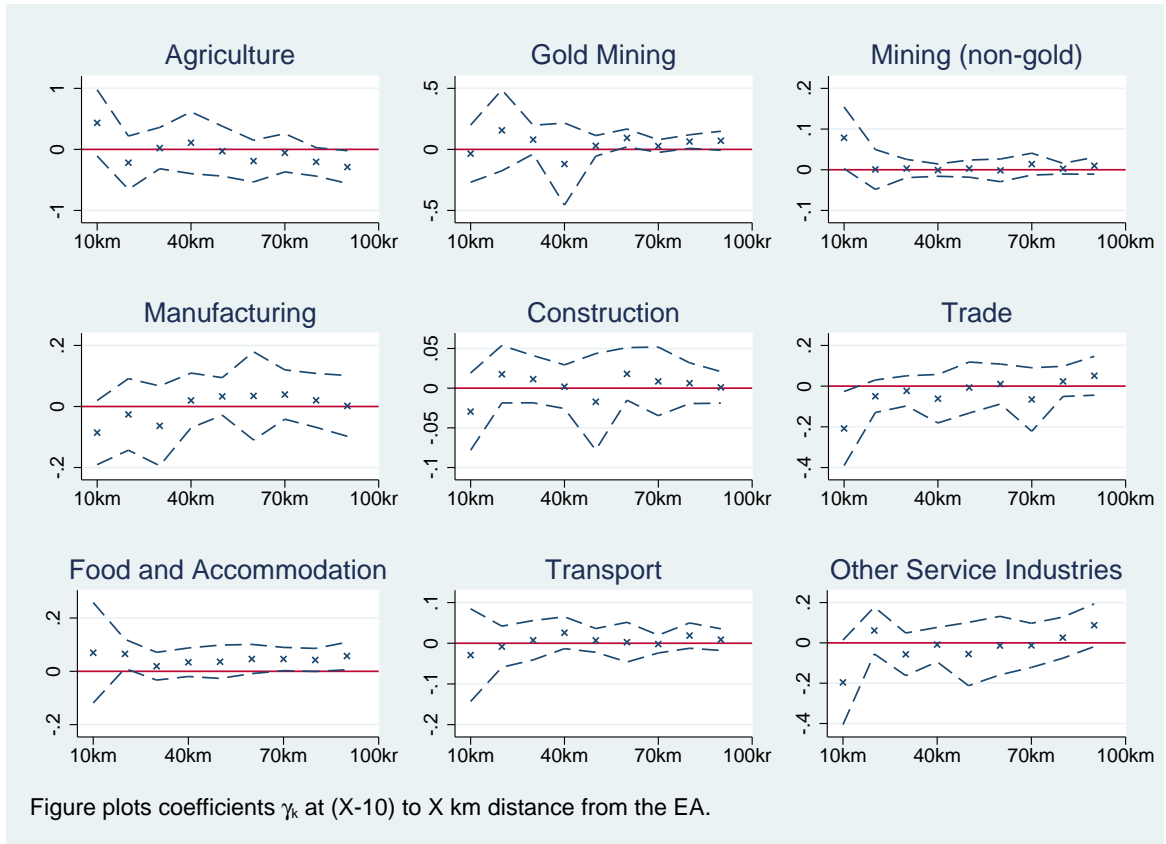 Agriculture
Gold Mining
Mining (non-gold)
1
0
-1
10km 40km 70km 100kr
.5
0
-.5
10km 40km 70km 100kr
.2
.1
0
-.1
10km 40km 70km 100km
Manufacturing
Construction
Trade
.2
0
-.2
10km 40km 70km 100kr
.05
0
-.05
-.1
10km 40km 70km 100kr
.2
0
-.2
-.4
10km 40km 70km 100km
Food and Accommodation
Transport
Other Service Industries
.2
0
-.2
10km 40km 70km 100kr
.1
0
-.1
-.2
10km 40km 70km 100kr
.2
0
-.2
-.4
10km 40km 70km 100km
Figure plots coefficients γk at (X-10) to X km distance from the EA.